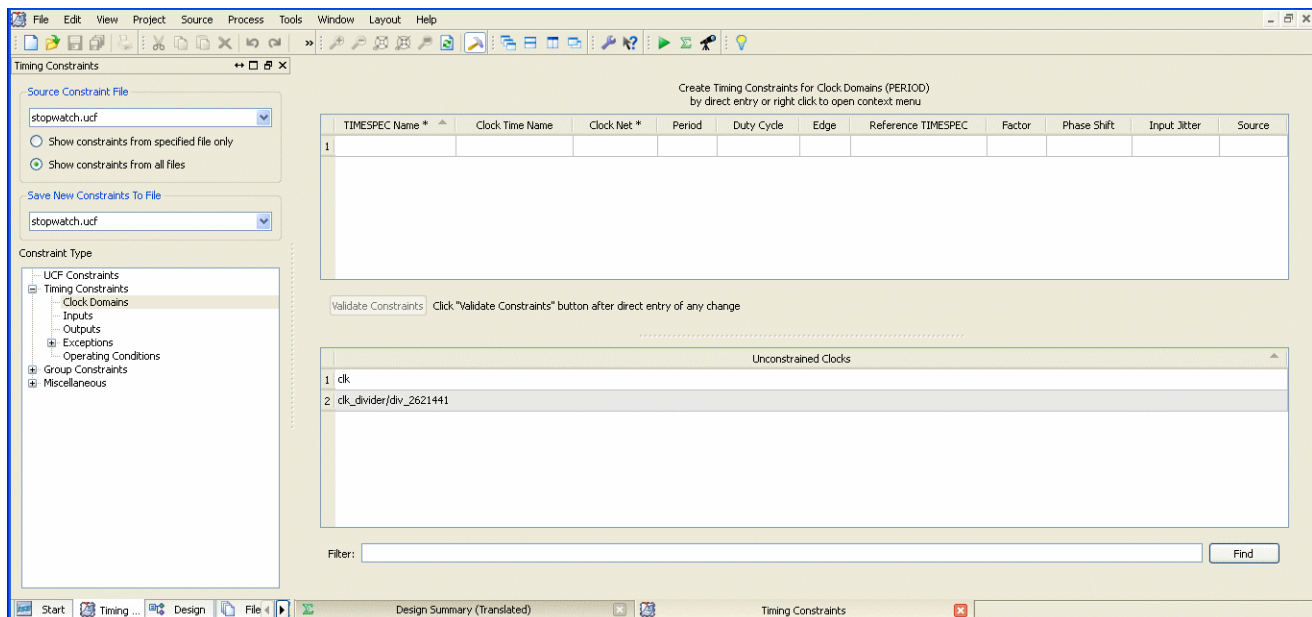 File Edit View Project Source Process Tools Window Layout Help
Timing Constraints
Source Constraint File
stopwatch.ucf
Show constraints from specified file only
Show constraints from all files
Save New Constraints To File
stopwatch.ucf
Constraint Type
UCF Constraints
Timing Constraints
Clock Domains
Inputs
Outputs
Exceptions
Operating Conditions
Group Constraints
Miscellaneous
Create Timing Constraints for Clock Domains (PERIOD)
by direct entry or right click to open context menu
TIMESPEC Name * Clock Time Name Clock Net * Period Duty Cycle Edge Reference TIMESPEC Factor Phase Shift Input Jitter Source
1
Validate Constraints Click "Validate Constraints" button after direct entry of any change
Unconstrained Clocks
1 clk
2 clk_divider/div_2621441
Filter: Find
Start Timing ... Design File Design Summary (Translated) Timing Constraints